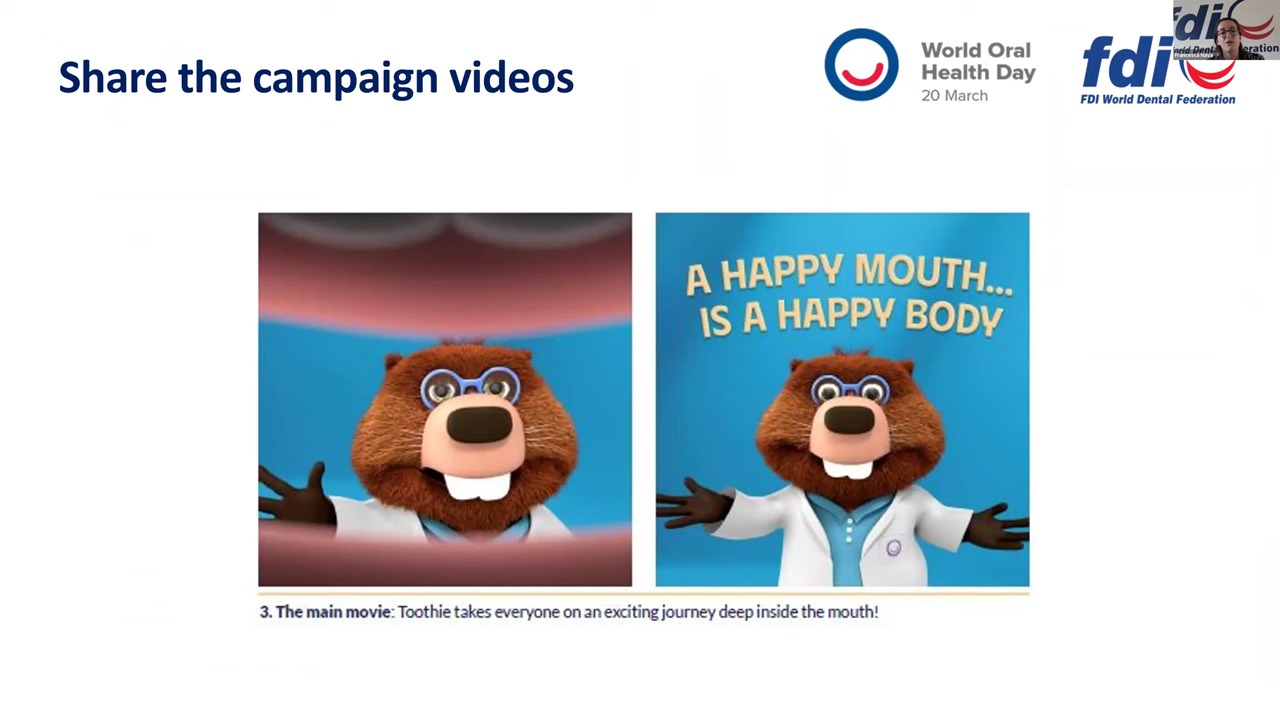 Share the campaign videos
World Oral
Health Day
20 March
fdi
FDI World Dental Federation
fdi
A HAPPY MOUTH...
IS A HAPPY BODY
3. The main movie: Toothie takes everyone on an exciting journey deep inside the mouth!